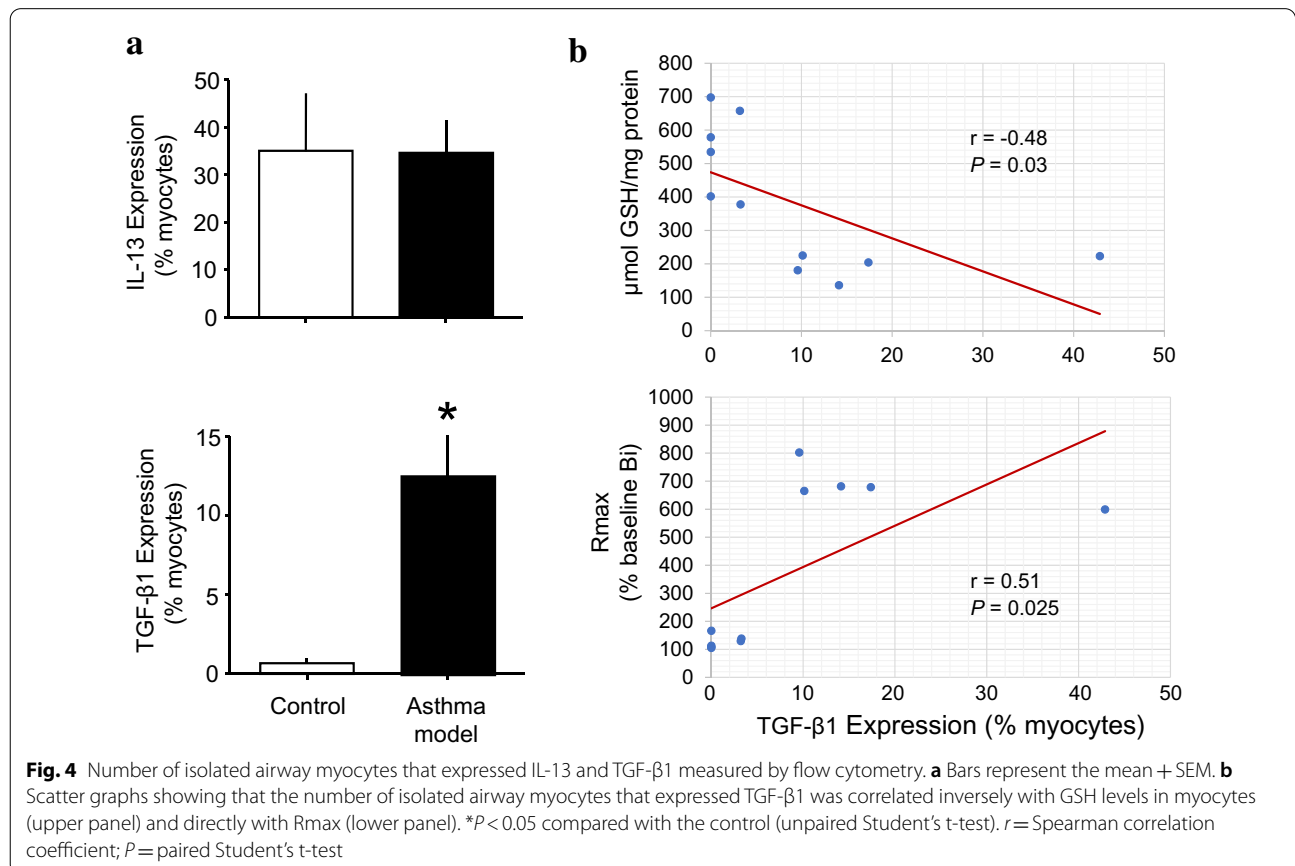 a
50
40
30
20
10
0
IL-13 Expression
(% myocytes)
*
15
10
5
0
TGF-β1 Expression
(% myocytes)
Control
Asthma
model
b
800
700
600
500
400
300
200
100
0
µmol GSH/mg protein
r = -0.48
P = 0.03
0 10 20 30 40 50
1000
900
800
700
600
500
400
300
200
100
0
Rmax
(% baseline Bi)
r = 0.51
P = 0.025
0 10 20 30 40 50
TGF-β1 Expression (% myocytes)
Fig. 4 Number of isolated airway myocytes that expressed IL-13 and TGF-β1 measured by flow cytometry. a Bars represent the mean + SEM. b
Scatter graphs showing that the number of isolated airway myocytes that expressed TGF-β1 was correlated inversely with GSH levels in myocytes
(upper panel) and directly with Rmax (lower panel). *P < 0.05 compared with the control (unpaired Student's t-test). r = Spearman correlation
coefficient; P = paired Student's t-test